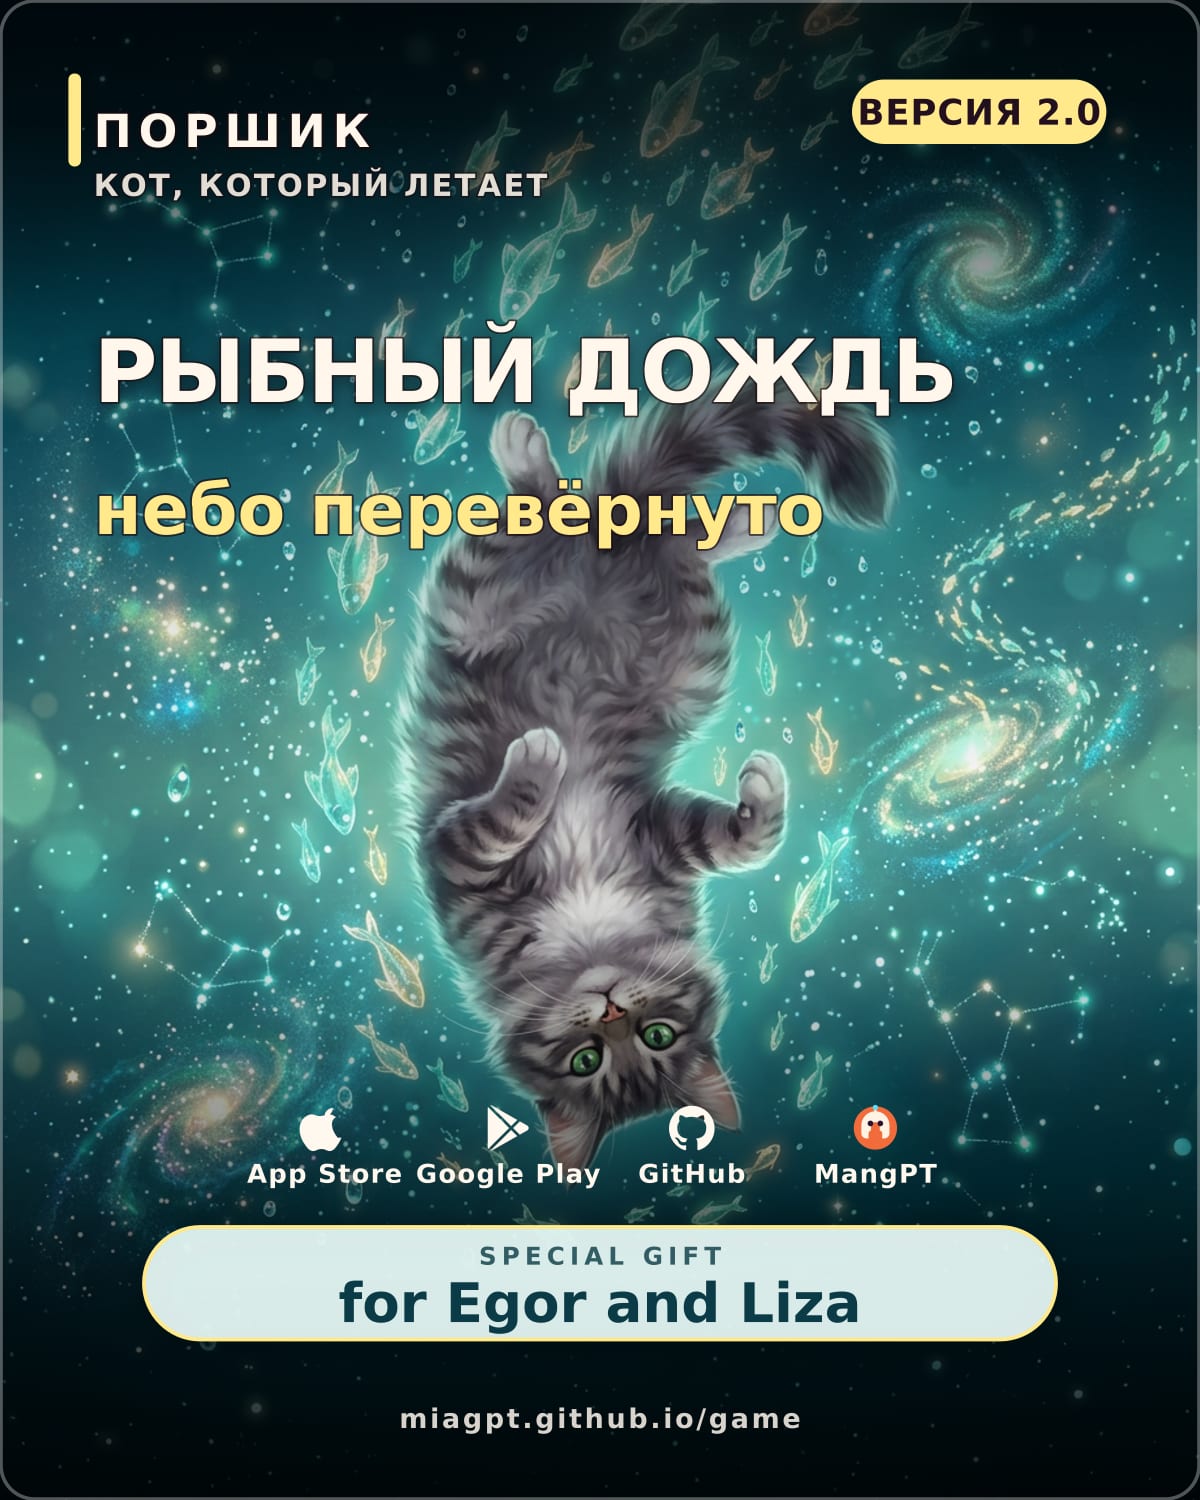 ПОРШИК
КОТ, КОТОРЫЙ ЛЕТАЕТ
ВЕРСИЯ 2.0
РЫБНЫЙ ДОЖДЬ
небо перевёрнуто
App Store Google Play GitHub MangPT
SPECIAL GIFT
for Egor and Liza
miagpt.github.io/game